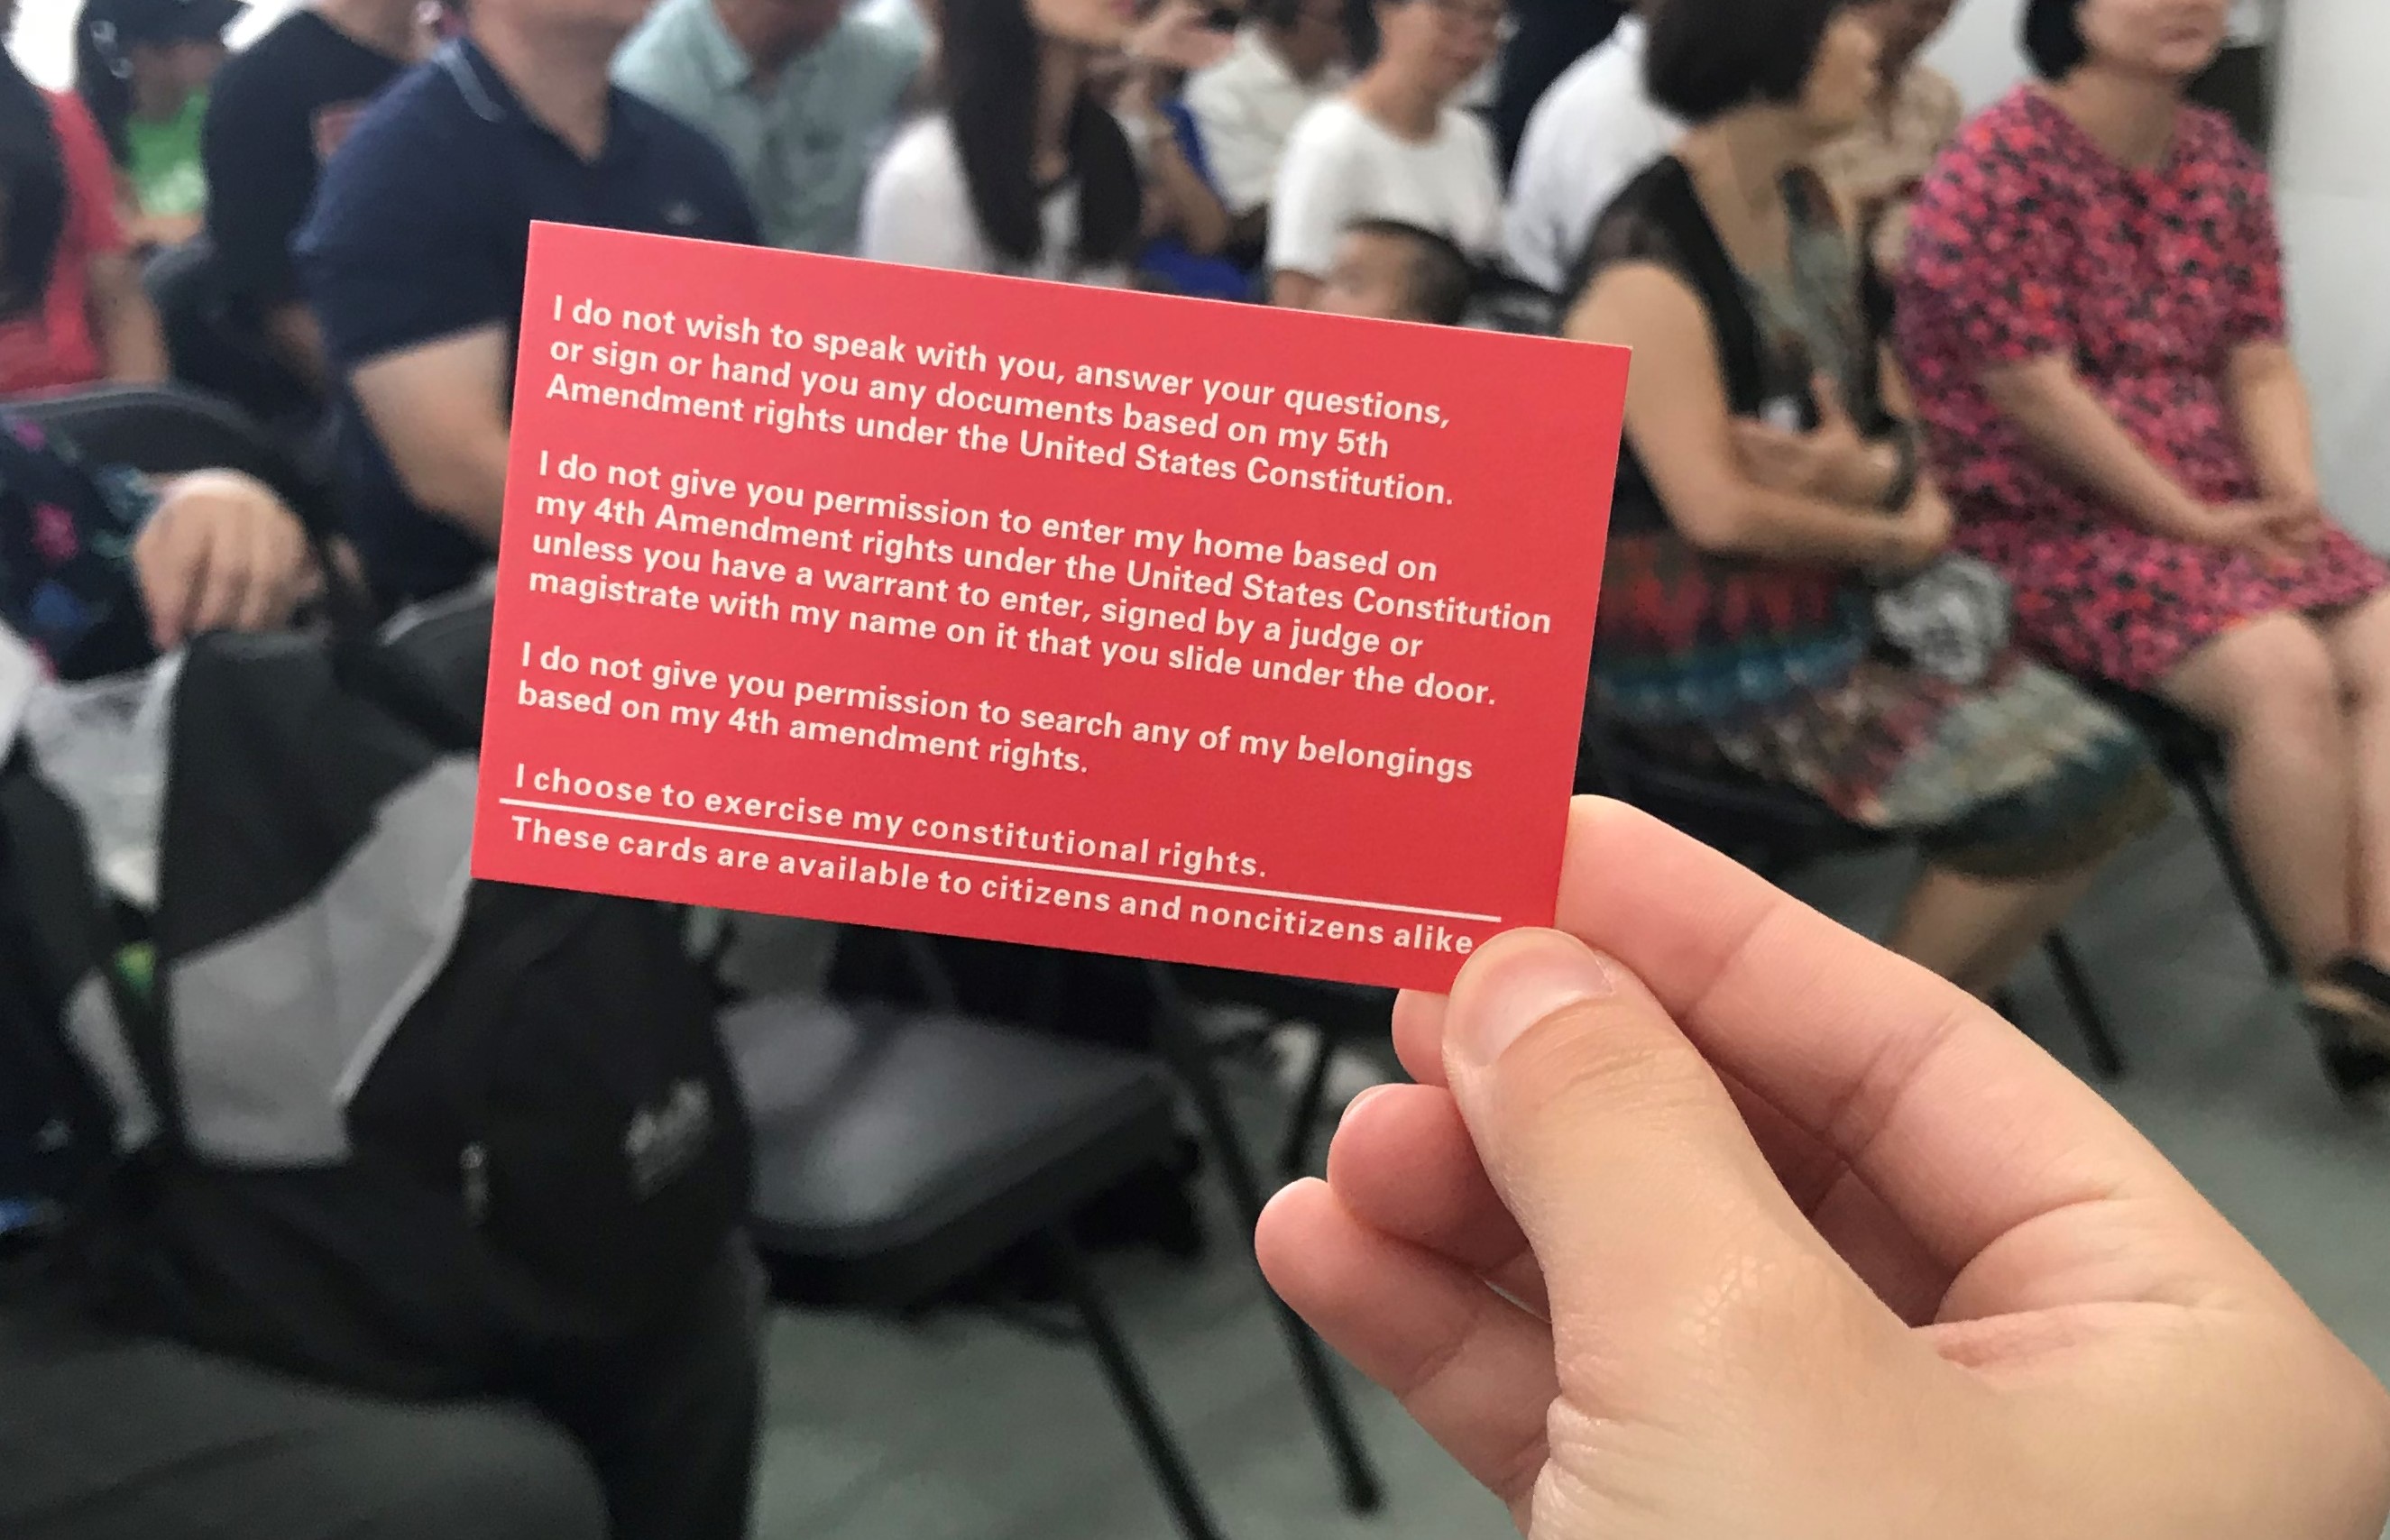 I do not wish to speak with you, answer your questions,
or sign or hand you any documents based on my 5th
Amendment rights under the United States Constitution.
I do not give you permission to enter my home based on
my 4th Amendment rights under the United States Constitution
unless you have a warrant to enter, signed by a judge or
magistrate with my name on it that you slide under the door.
I do not give you permission to search any of my belongings
based on my 4th amendment rights.
I choose to exercise my constitutional rights.
These cards are available to citizens and noncitizens alike